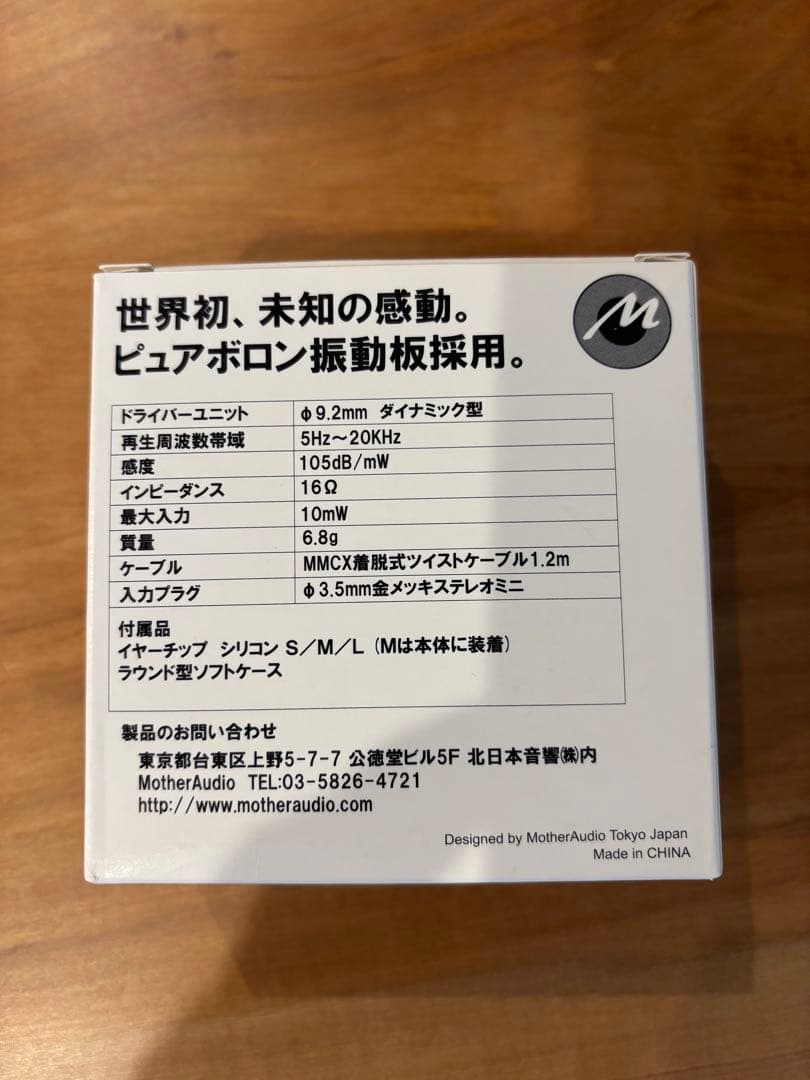 世界初、未知の感動。
ピュアボロン振動板採用。
M
ドライバーユニット φ9.2mm ダイナミック型
再生周波数帯域 5Hz～20KHz
感度 105dB/mW
インピーダンス 16Ω
最大入力 10mW
質量 6.8g
ケーブル MMCX着脱式ツイストケーブル1.2m
入力プラグ φ3.5mm金メッキステレオミニ
付属品
イヤーチップ シリコン S／M／L (Mは本体に装着)
ラウンド型ソフトケース
製品のお問い合わせ
東京都台東区上野5-7-7 公徳堂ビル5F 北日本音響㈱内
MotherAudio TEL:03-5826-4721
http://www.motheraudio.com
Designed by MotherAudio Tokyo Japan
Made in CHINA